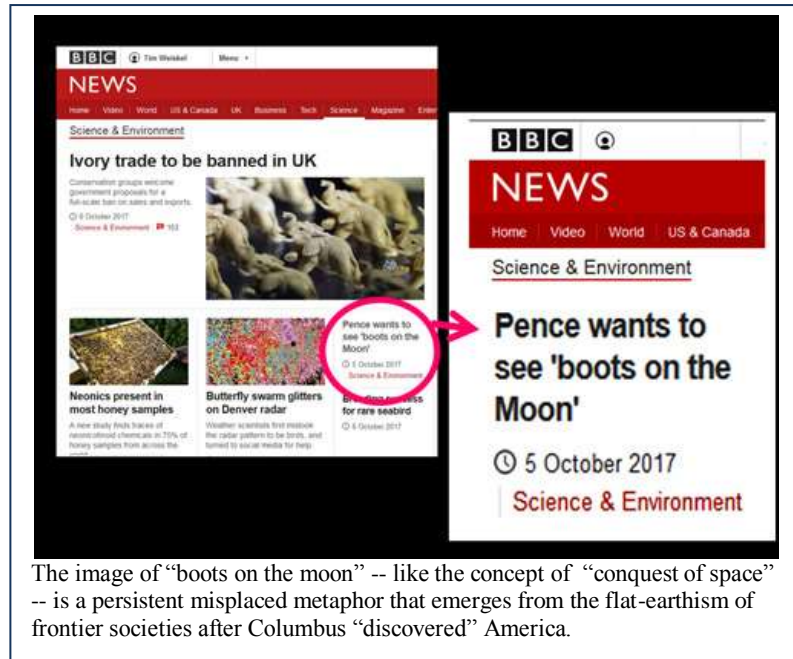 BBC Tim Weiskel Menu
NEWS
Home Video World US & Canada UK Business Tech Science Magazine Enter
Science & Environment
Ivory trade to be banned in UK
Conservation groups welcome
government proposals for a
full-scale ban on sales and exports.
6 October 2017
Science & Environment 153
Neonics present in
most honey samples
A new study finds traces of
neonicotinoid chemicals in 75% of
honey samples from across the
Butterfly swarm glitters
on Denver radar
Weather scientists first mistook
the radar pattern to be birds, and
turned to social media for help.
Pence wants to
see 'boots on the
Moon'
5 October 2017
Science & Environment
Breeding success
for rare seabird
6 October 2017
BBC
NEWS
Home Video World US & Canada
Science & Environment
Pence wants to
see 'boots on the
Moon'
5 October 2017
Science & Environment
The image of “boots on the moon” -- like the concept of “conquest of space”
-- is a persistent misplaced metaphor that emerges from the flat-earthism of
frontier societies after Columbus “discovered” America.